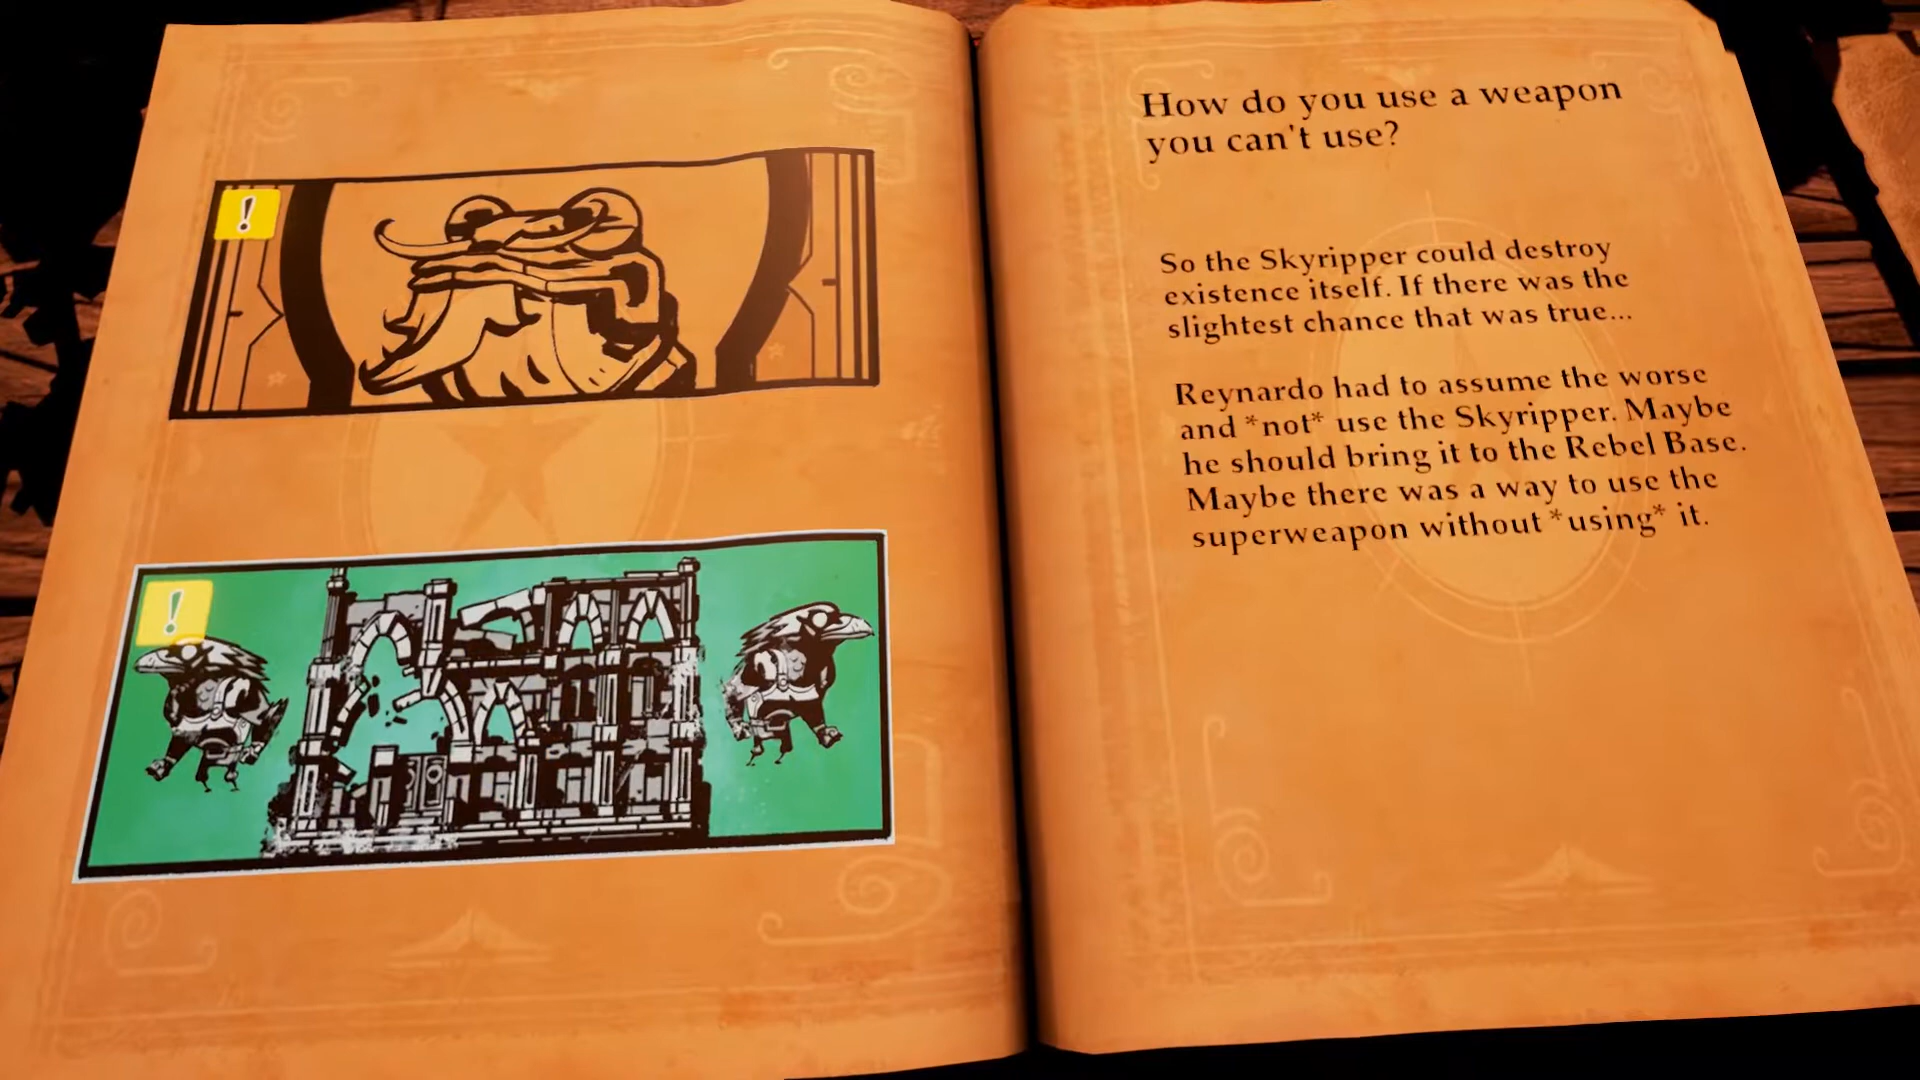 !
!
How do you use a weapon
you can't use?
So the Skyripper could destroy
existence itself. If there was the
slightest chance that was true...
Reynardo had to assume the worse
and *not* use the Skyripper. Maybe
he should bring it to the Rebel Base.
Maybe there was a way to use the
superweapon without *using* it.